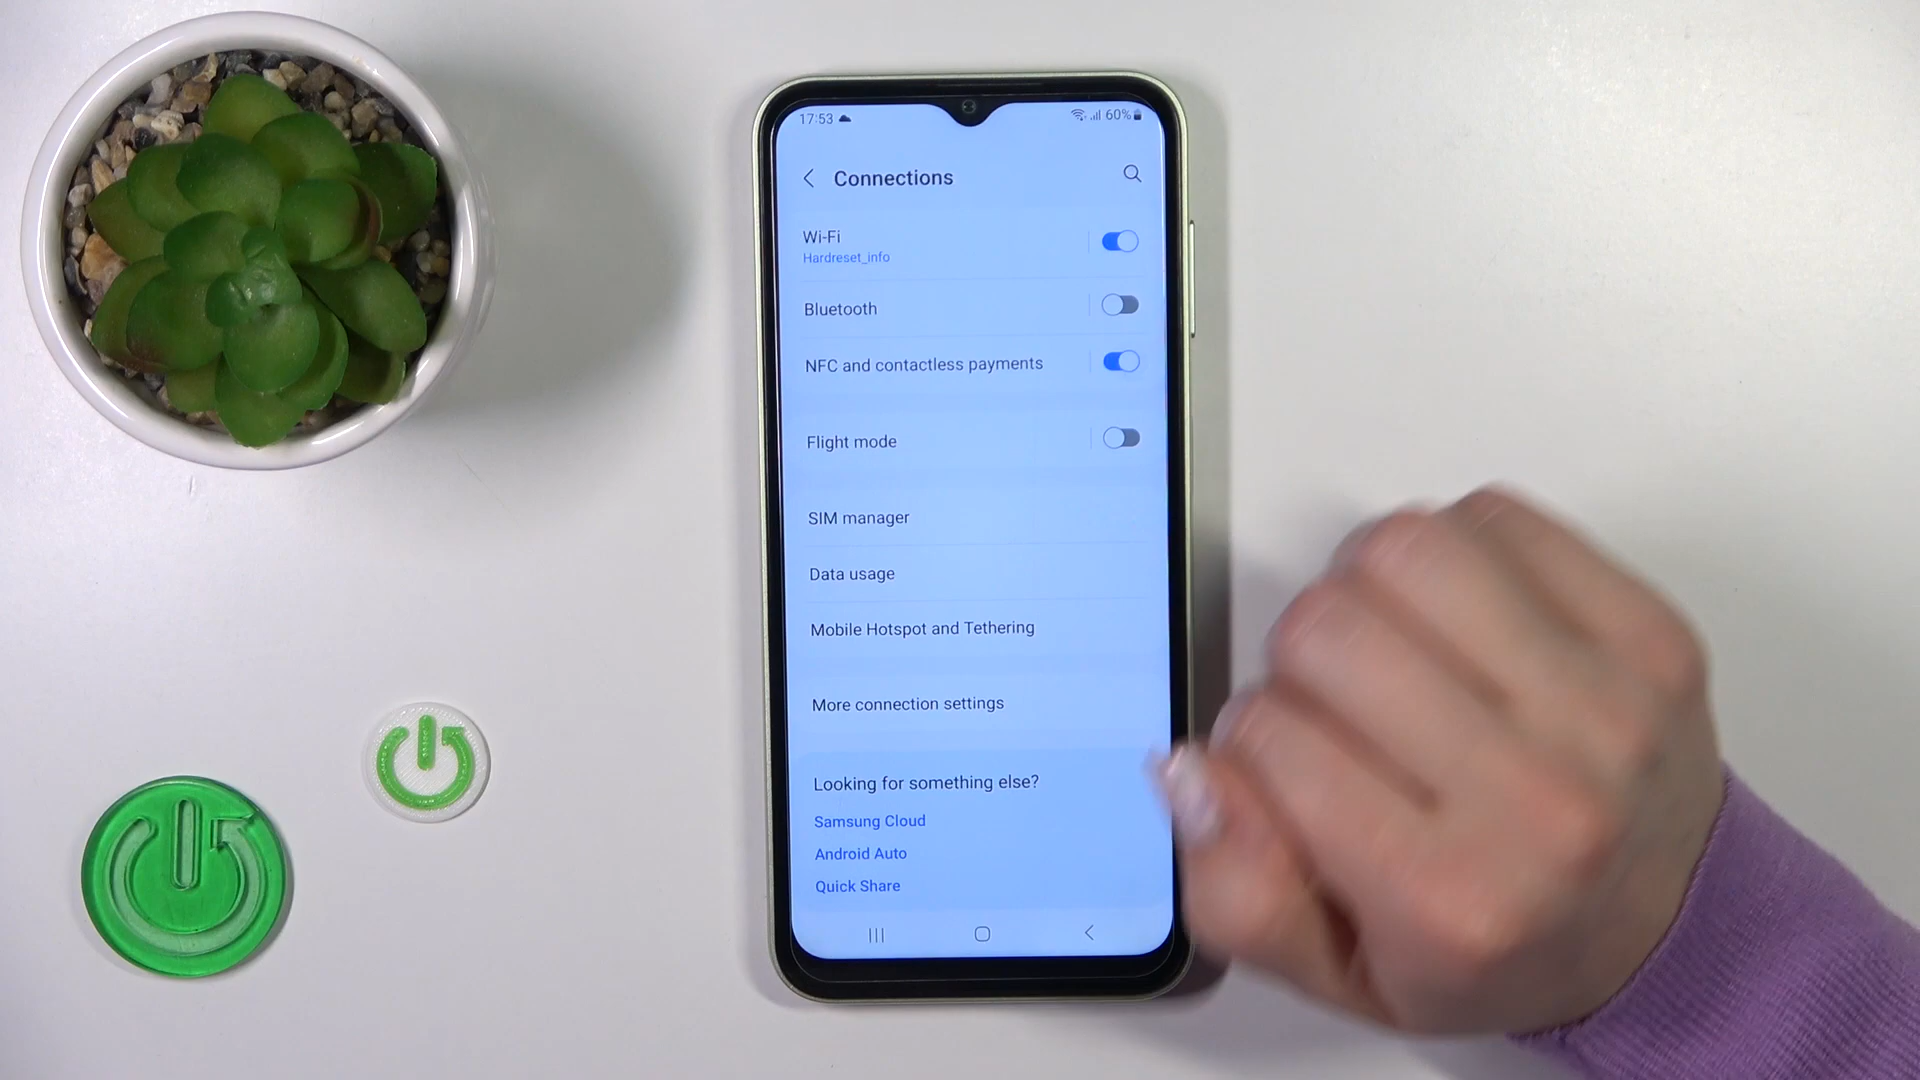 17:53 60%
Connections
Wi-Fi
Hardreset_info
Bluetooth
NFC and contactless payments
Flight mode
SIM manager
Data usage
Mobile Hotspot and Tethering
More connection settings
Looking for something else?
Samsung Cloud
Android Auto
Quick Share